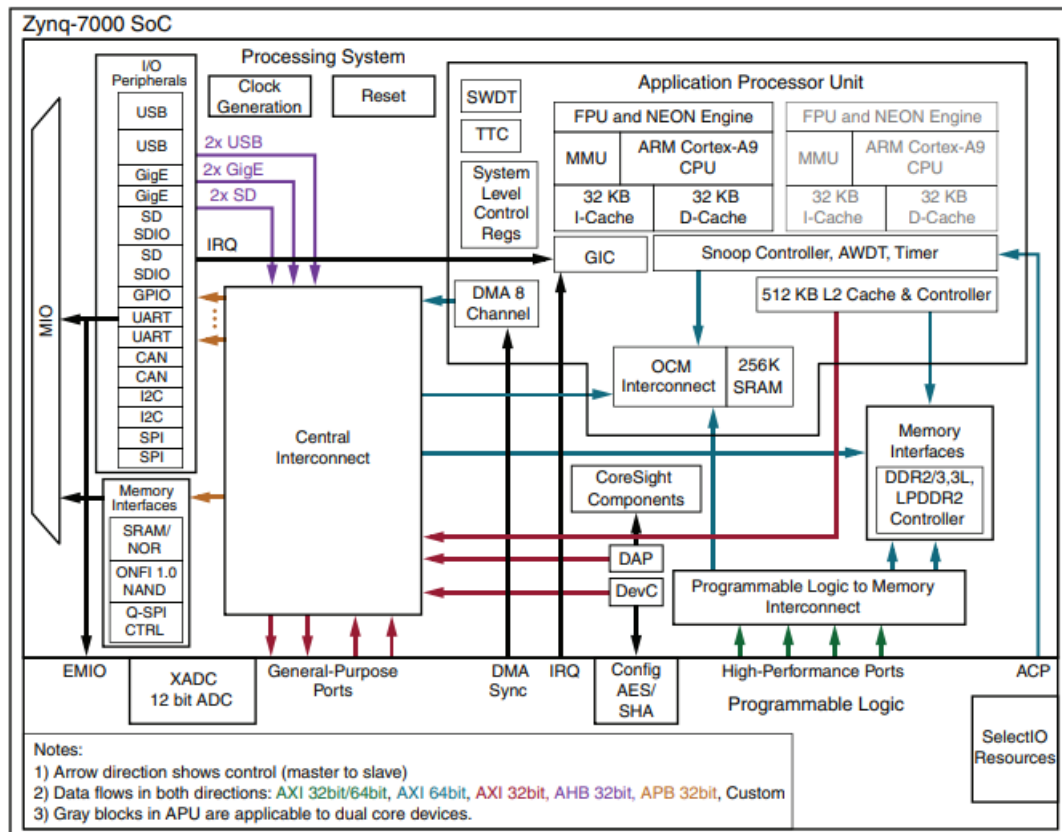 Zynq-7000 SoC
I/O
Peripherals
USB
USB
GigE
GigE
SD
SDIO
SD
SDIO
GPIO
UART
UART
CAN
CAN
I2C
I2C
SPI
SPI
MIO
Memory
Interfaces
SRAM/
NOR
ONFI 1.0
NAND
Q-SPI
CTRL
Processing System
Clock
Generation
Reset
2x USB
2x GigE
2x SD
IRQ
Central
Interconnect
Application Processor
Unit
SWDT
TTC
System
Level
Control
Regs
FPU and NEON Engine
MMU
ARM Cortex-A9
CPU
32 KB
I-Cache
32 KB
D-Cache
FPU and NEON Engine
MMU
ARM Cortex-A9
CPU
32 KB
I-Cache
32 KB
D-Cache
GIC
Snoop Controller, AWDT, Timer
DMA 8
Channel
512 KB L2 Cache & Controller
OCM
Interconnect
256K
SRAM
Memory
Interfaces
DDR2/3,3L,
LPDDR2
Controller
CoreSight
Components
DAP
DevC
Programmable Logic to Memory
Interconnect
EMIO
XADC
12 bit ADC
General-Purpose
Ports
DMA
Sync
IRQ
Config
AES/
SHA
High-Performance Ports
ACP
Programmable Logic
SelectIO
Resources
Notes:
1) Arrow direction shows control (master to slave)
2) Data flows in both directions: AXI 32bit/64bit, AXI 64bit, AXI 32bit, AHB 32bit, APB 32bit, Custom
3) Gray blocks in APU are applicable to dual core devices.